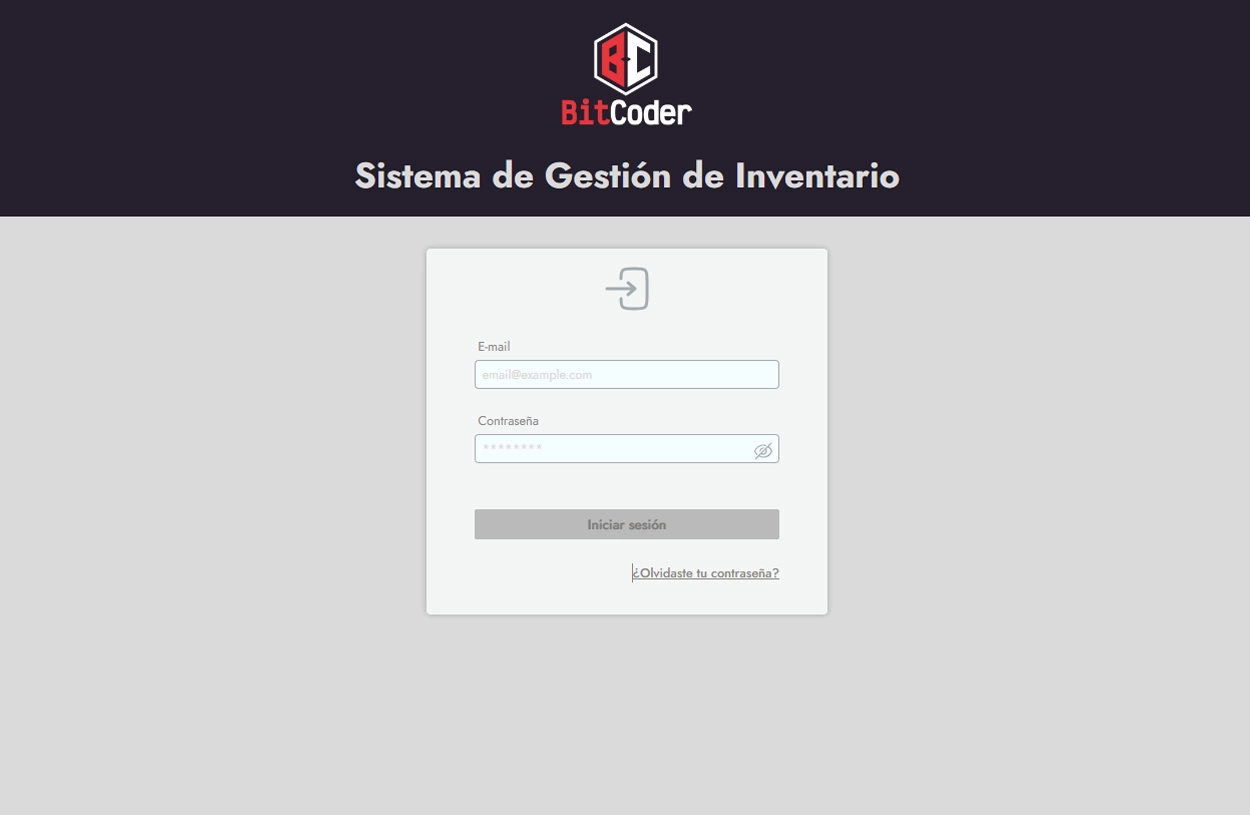 BC
BitCoder
Sistema de Gestión de Inventario
E-mail
email@example.com
Contraseña
********
Iniciar sesión
¿Olvidaste tu contraseña?